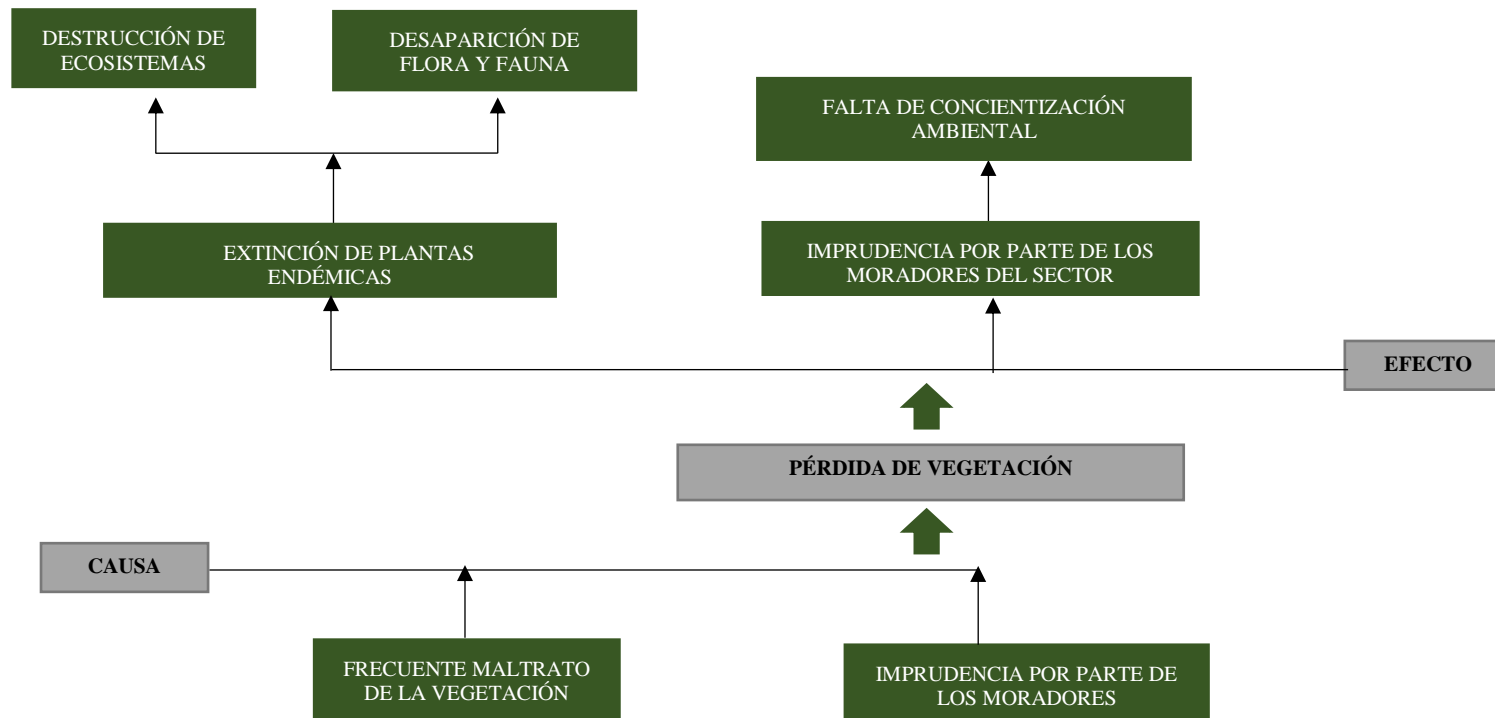 DESTRUCCIÓN DE
ECOSISTEMAS
DESAPARICIÓN DE
FLORA Y FAUNA
FALTA DE CONCIENTIZACIÓN
AMBIENTAL
EXTINCIÓN DE PLANTAS
ENDÉMICAS
IMPRUDENCIA POR PARTE DE LOS
MORADORES DEL SECTOR
EFECTO
PÉRDIDA DE VEGETACIÓN
CAUSA
FRECUENTE MALTRATO
DE LA VEGETACIÓN
IMPRUDENCIA POR PARTE DE
LOS MORADORES